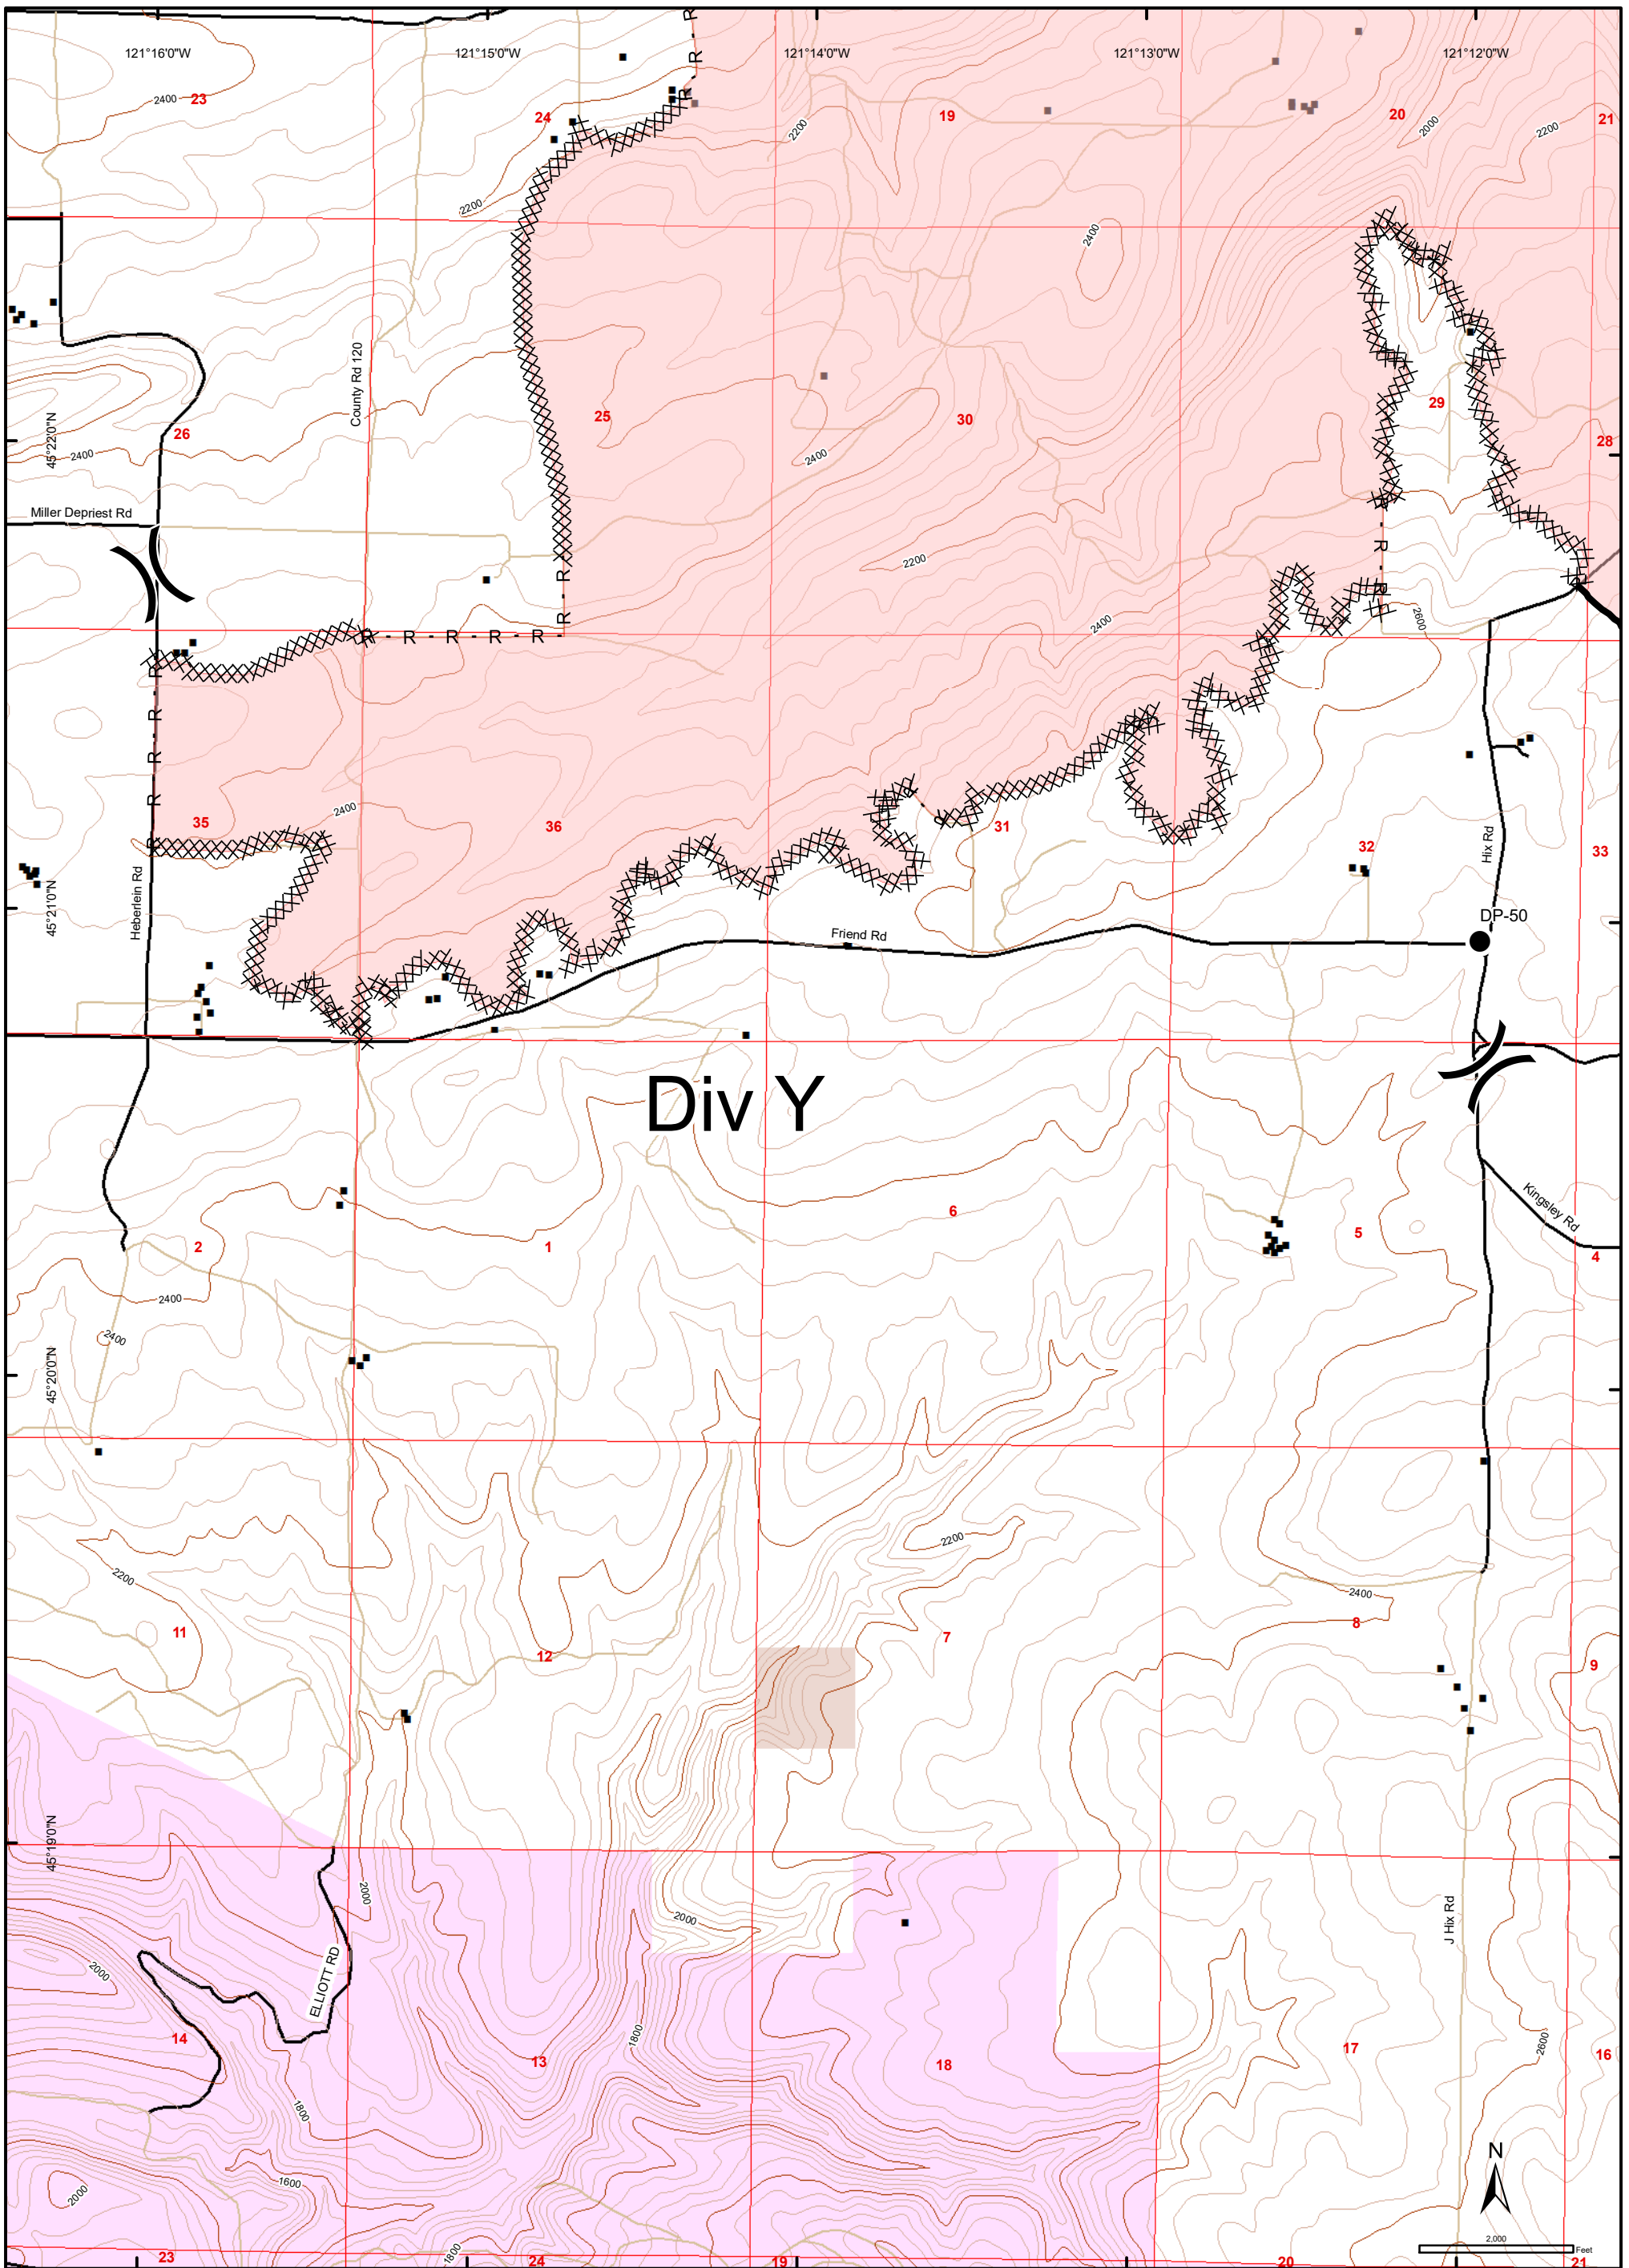 R
R
121°16'0"W
121°15'0"W
121°14'0"W
121°13'0"W
121°12'0"W
2400
23
24
R
19
2200
20
2000
2200
21
2200
2400
County Rd 120
45°22'0"N
26
2400
25
30
2400
29
28
Miller Depriest Rd
R
R
2200
R
R
R - R - R - R - R
2400
2600
R
R
R
R
R
35
2400
36
31
32
33
Hix Rd
Heberlein Rd
45°21'0"N
R
DP-50
Friend Rd
Div Y
Kingsley Rd
2
1
6
5
4
2400
2400
45°20'0"N
2200
2200
2400
11
12
7
8
9
45°19'0"N
2000
2000
J Hix Rd
ELLIOTT RD
2000
14
13
1800
18
17
2600
16
1800
N
1600
2000
2,000
Feet
23
1800
24
19
20
21